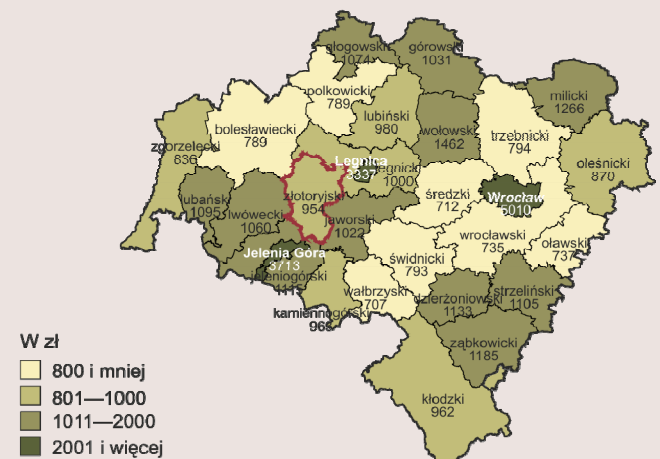 głogowski
1074
górowski
1031
polkowicki
789
milicki
1266
bolesławiecki
789
lubiński
980
wołowski
1462
trzebnicki
794
zgorzelecki
836
oleśnicki
870
Legnica
3337
legnicki
1000
złotoryjski
954
lubański
1095
lwówecki
1060
średzki
712
Wrocław
5010
jaworski
1022
wrocławski
735
oławski
737
Jelenia Góra
3713
jeleniogórski
świdnicki
793
wałbrzyski
707
dzierżoniowski
1133
strzeliński
1105
kamiennogórski
ząbkowicki
1185
kłodzki
962
W zł
800 i mniej
801—1000
1011—2000
2001 i więcej